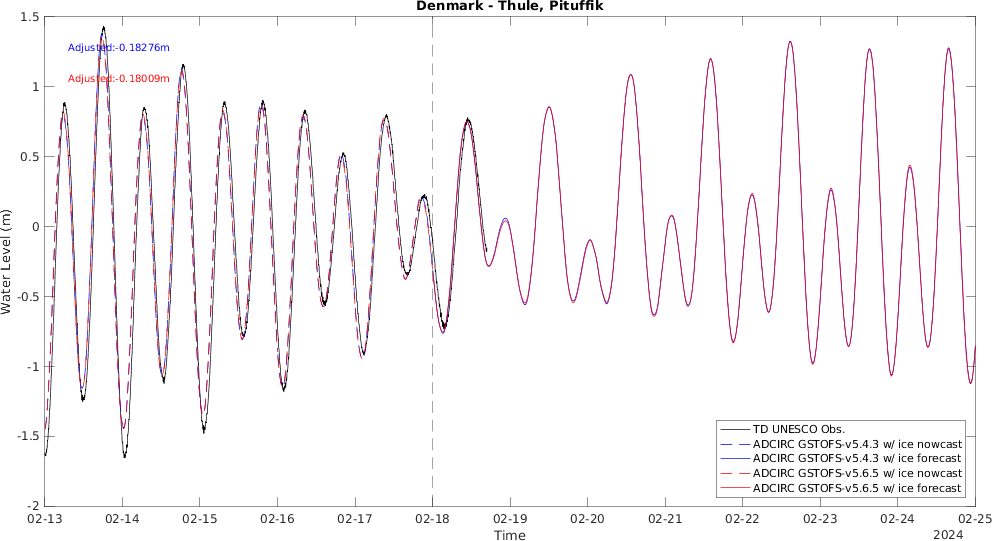 Denmark - Thule, Pituffik
1.5
1
0.5
0
-0.5
-1
-1.5
-2
Water Level (m)
Adjusted:-0.18276m
Adjusted:-0.18009m
TD UNESCO Obs.
ADCIRC GSTOFS-v5.4.3 w/ ice nowcast
ADCIRC GSTOFS-v5.4.3 w/ ice forecast
ADCIRC GSTOFS-v5.6.5 w/ ice nowcast
ADCIRC GSTOFS-v5.6.5 w/ ice forecast
02-13 02-14 02-15 02-16 02-17 02-18 02-19 02-20 02-21 02-22 02-23 02-24 02-25
Time
2024